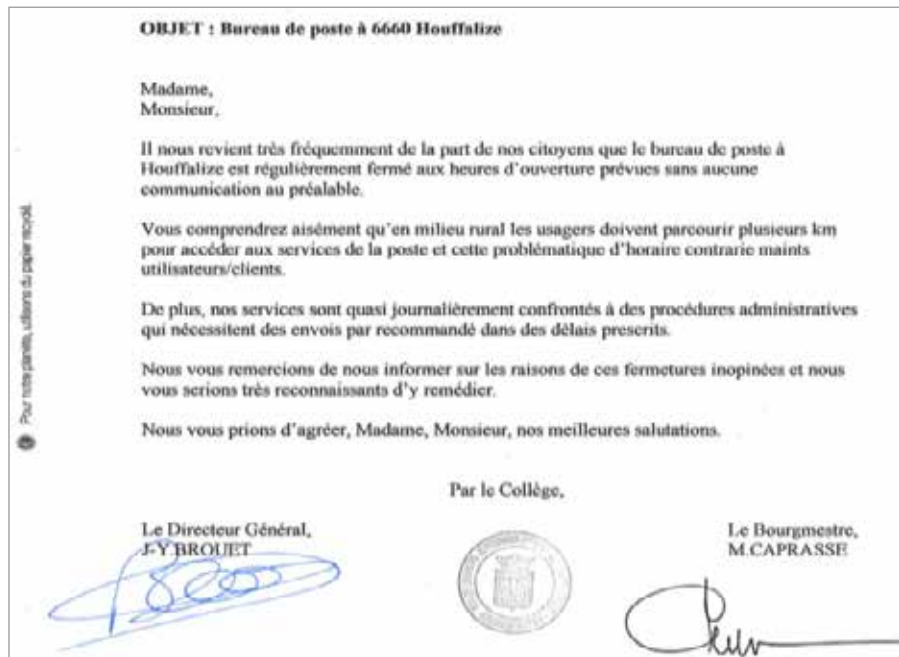 OBJET : Bureau de poste à 6660 Houffalize
Madame,
Monsieur,
Il nous revient très fréquemment de la part de nos citoyens que le bureau de poste à
Houffalize est régulièrement fermé aux heures d'ouverture prévues sans aucune
communication au préalable.
Vous comprendrez aisément qu'en milieu rural les usagers doivent parcourir plusieurs km
pour accéder aux services de la poste et cette problématique d'horaire contrarie maints
utilisateurs/clients.
De plus, nos services sont quasi journalièrement confrontés à des procédures administratives
qui nécessitent des envois par recommandé dans des délais prescrits.
Nous vous remercions de nous informer sur les raisons de ces fermetures inopinées et nous
vous serions très reconnaissants d'y remédier.
Nous vous prions d'agréer, Madame, Monsieur, nos meilleures salutations.
Par le Collège,
Le Directeur Général,
J-Y.BROUET
Le Bourgmestre,
M.CAPRASSE
Pour notre planète, utilisons du papier recyclé.